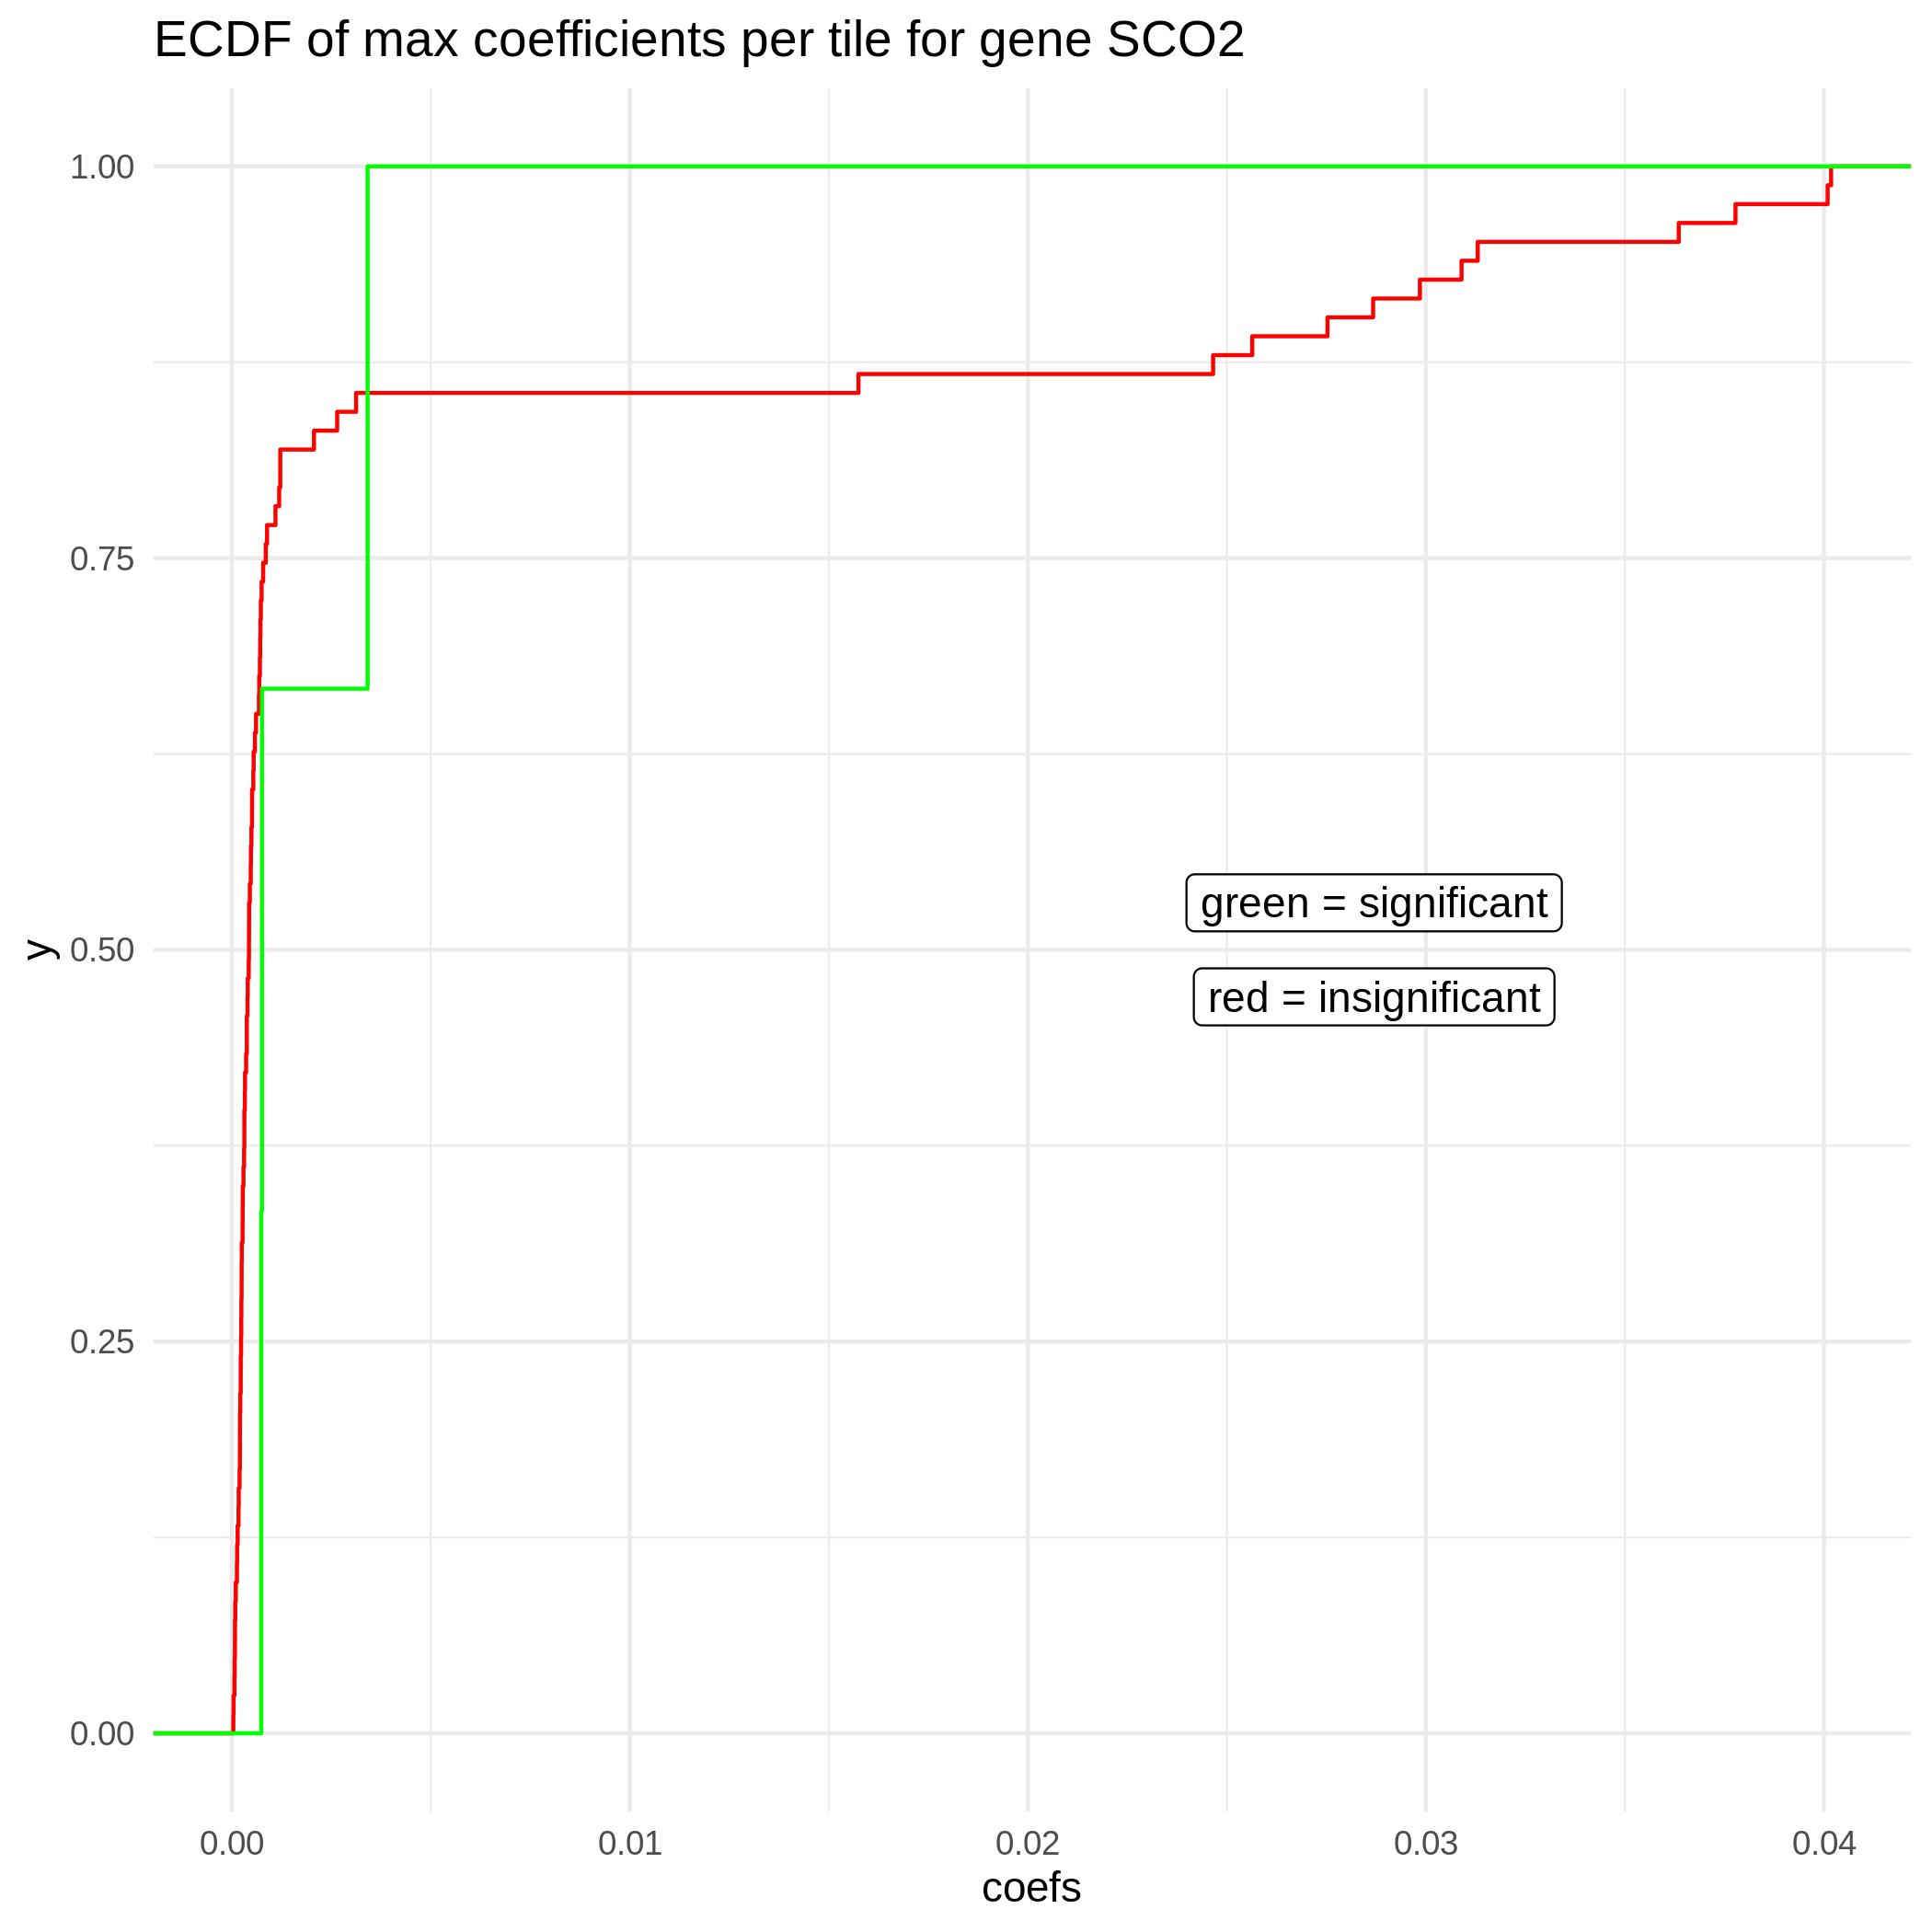 ECDF of max coefficients per tile for gene SCO2
1.00
0.75
0.50
0.25
0.00
y
green = significant
red = insignificant
0.00 0.01 0.02 0.03 0.04
coefs